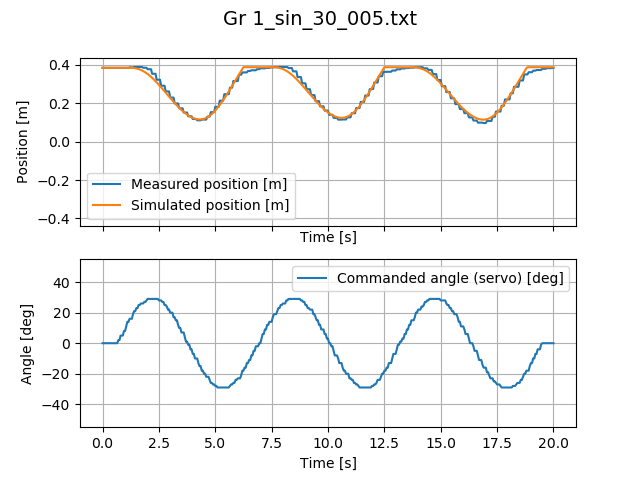 Gr 1_sin_30_005.txt
Position [m]
0.4
0.2
0.0
−0.2
−0.4
Measured position [m]
Simulated position [m]
Time [s]
Angle [deg]
40
20
0
−20
−40
Commanded angle (servo) [deg]
0.0 2.5 5.0 7.5 10.0 12.5 15.0 17.5 20.0
Time [s]